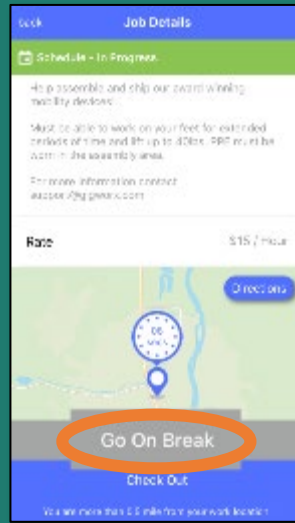 back Job Details
Schedule - In Progress
Help assemble and ship our award winning
mobility devices!
Must be able to work on your feet for extended
periods of time and lift up to 40lbs. PPE must be
worn in the assembly area.
For more information contact
Rate $15 / Hour
Directions
Go On Break
Check Out
You are more than 0.5 mile from your work location